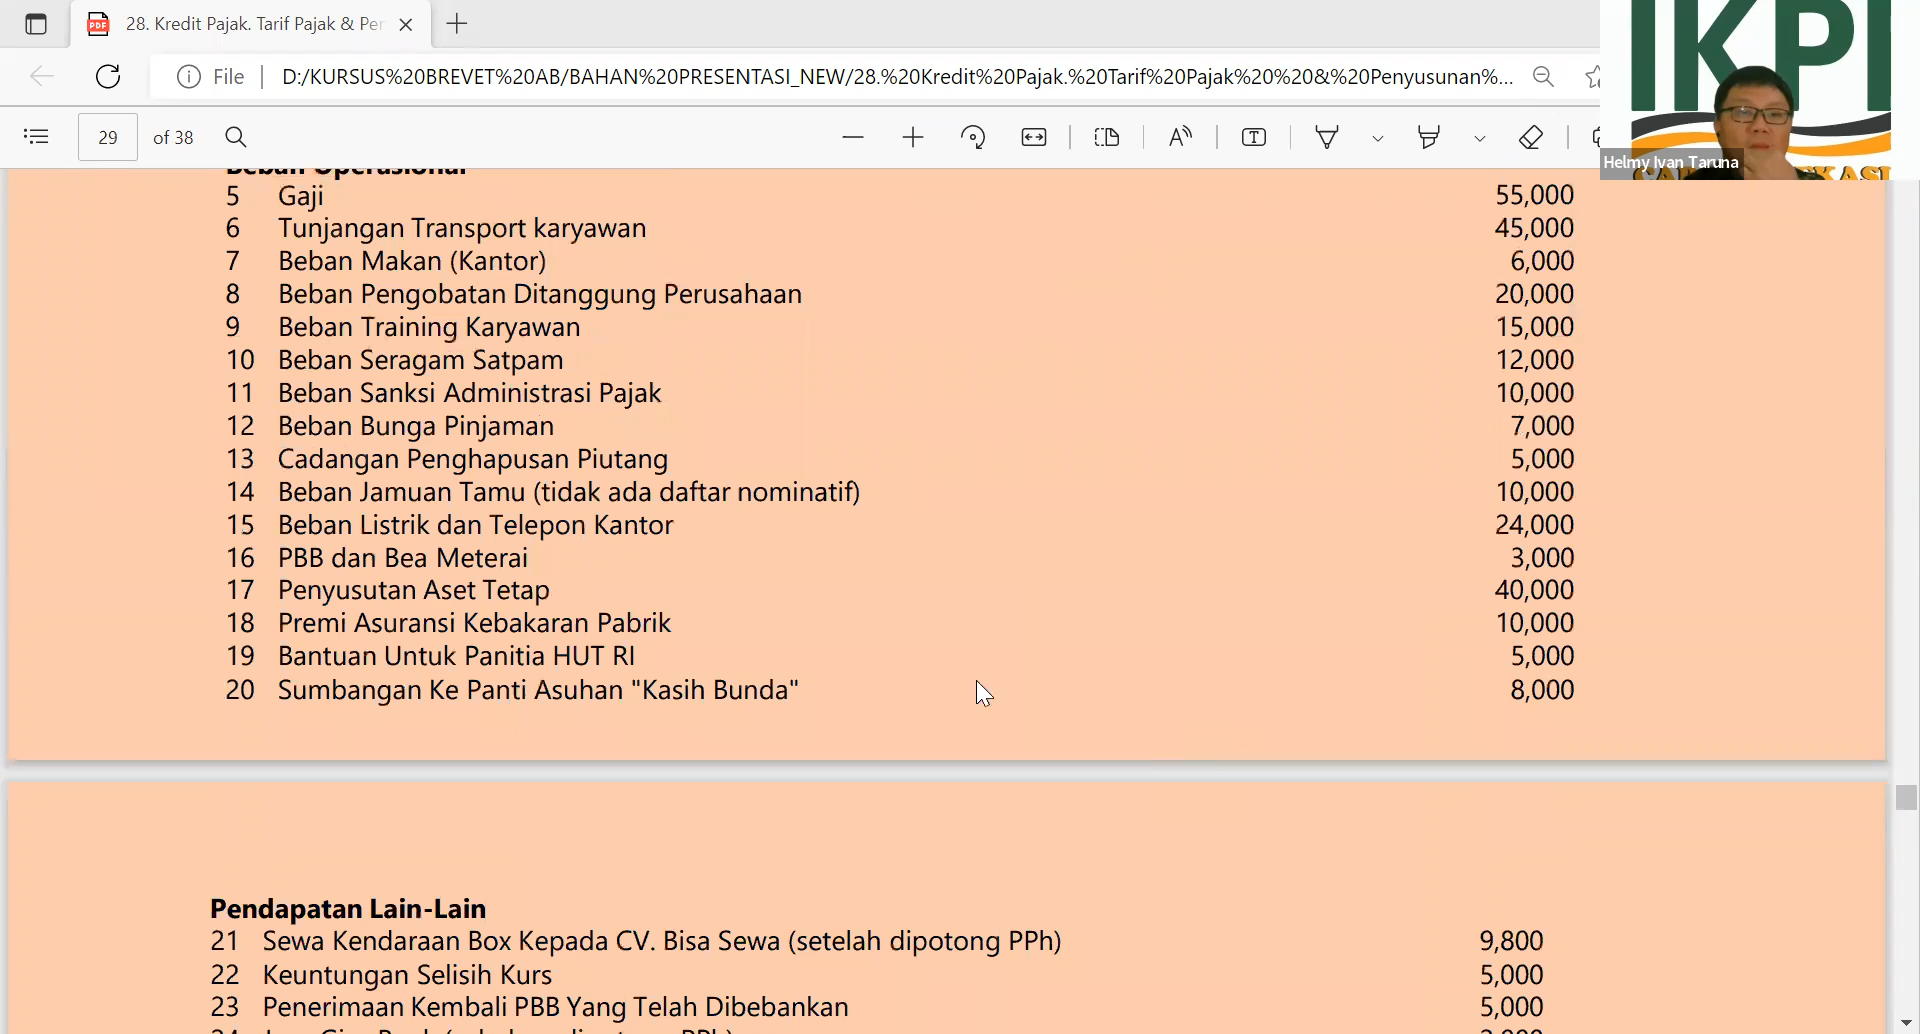 28. Kredit Pajak. Tarif Pajak & Per
File
D:/KURSUS%20BREVET%20AB/BAHAN%20PRESENTASI_NEW/28.%20Kredit%20Pajak.%20Tarif%20Pajak%20%20&%20Penyusunan%...
29 of 38
IKPI
Helmy Ivan Taruna
Beban Operasional
5 Gaji 55,000
6 Tunjangan Transport karyawan 45,000
7 Beban Makan (Kantor) 6,000
8 Beban Pengobatan Ditanggung Perusahaan 20,000
9 Beban Training Karyawan 15,000
10 Beban Seragam Satpam 12,000
11 Beban Sanksi Administrasi Pajak 10,000
12 Beban Bunga Pinjaman 7,000
13 Cadangan Penghapusan Piutang 5,000
14 Beban Jamuan Tamu (tidak ada daftar nominatif) 10,000
15 Beban Listrik dan Telepon Kantor 24,000
16 PBB dan Bea Meterai 3,000
17 Penyusutan Aset Tetap 40,000
18 Premi Asuransi Kebakaran Pabrik 10,000
19 Bantuan Untuk Panitia HUT RI 5,000
20 Sumbangan Ke Panti Asuhan "Kasih Bunda" 8,000
Pendapatan Lain-Lain
21 Sewa Kendaraan Box Kepada CV. Bisa Sewa (setelah dipotong PPh) 9,800
22 Keuntungan Selisih Kurs 5,000
23 Penerimaan Kembali PBB Yang Telah Dibebankan 5,000